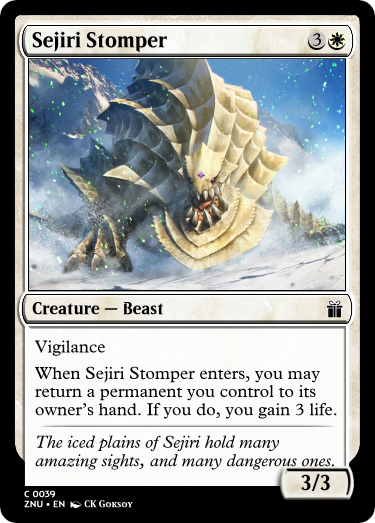 Sejiri Stomper 3
Creature — Beast
Vigilance
When Sejiri Stomper enters, you may
return a permanent you control to its
owner's hand. If you do, you gain 3 life.
The iced plains of Sejiri hold many
amazing sights, and many dangerous ones.
3/3
C 0039
ZNU • EN CK Goksoy